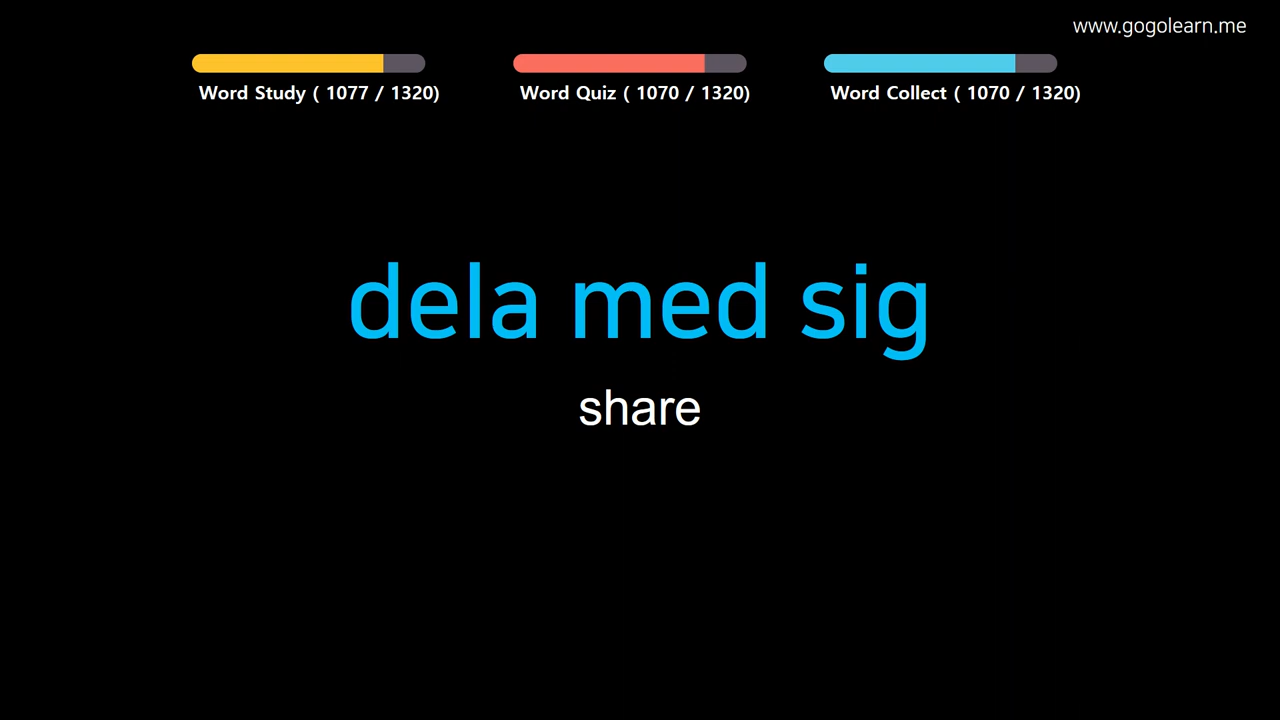 www.gogolearn.me
Word Study ( 1077 / 1320)
Word Quiz ( 1070 / 1320)
Word Collect ( 1070 / 1320)
dela med sig
share